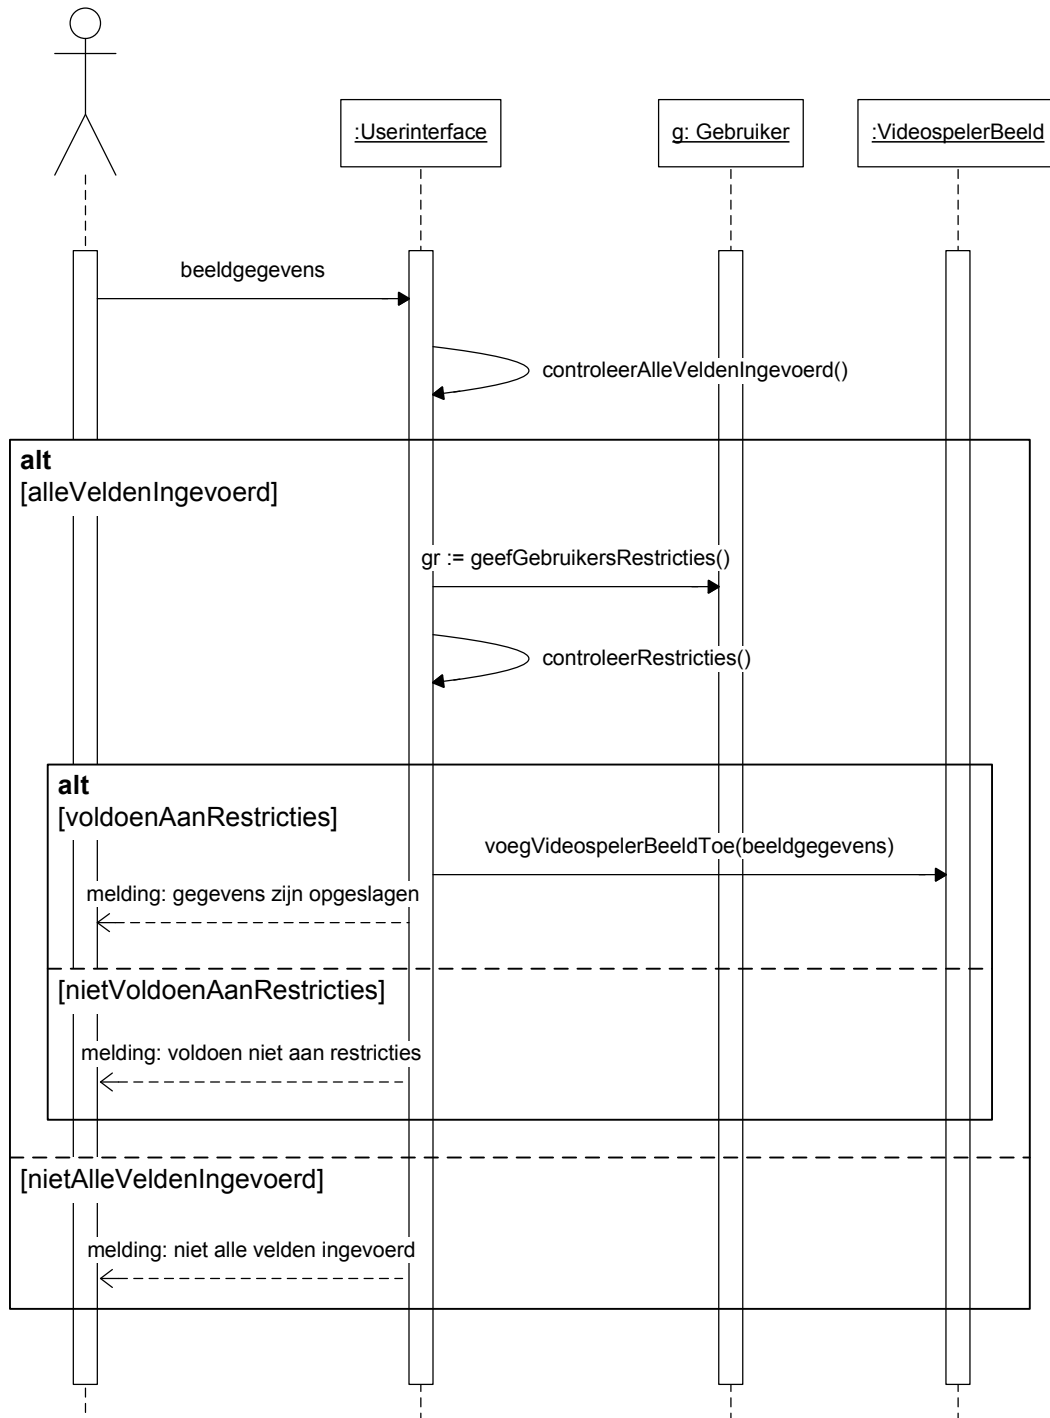 :Userinterface
g: Gebruiker
:VideospelerBeeld
beeldgegevens
controleerAlleVeldenIngevoerd()
alt
[alleVeldenIngevoerd]
gr := geefGebruikersRestricties()
controleerRestricties()
alt
[voldoenAanRestricties]
voegVideospelerBeeldToe(beeldgegevens)
melding: gegevens zijn opgeslagen
[nietVoldoenAanRestricties]
melding: voldoen niet aan restricties
[nietAlleVeldenIngevoerd]
melding: niet alle velden ingevoerd